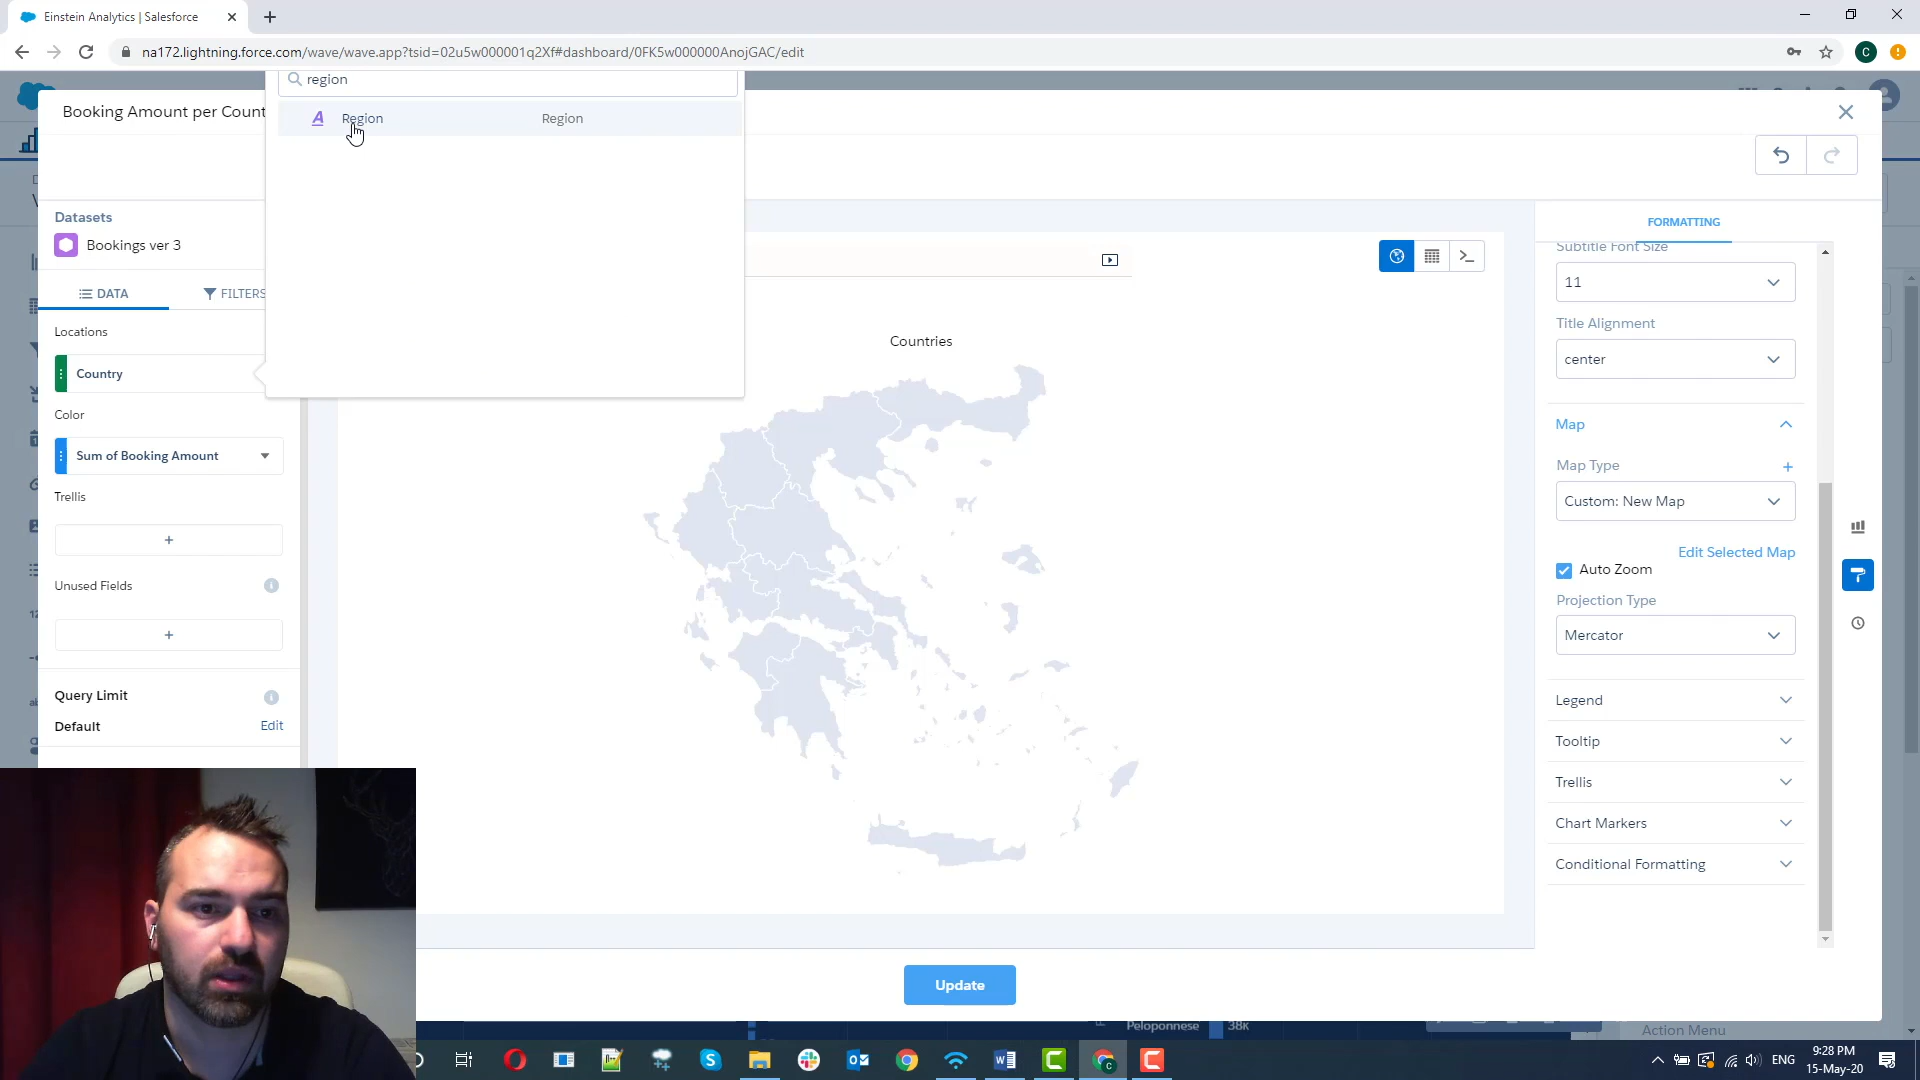 Einstein Analytics | Salesforce
na172.lightning.force.com/wave/wave.app?tsid=02u5w000001q2Xf#dashboard/0FK5w000000AnojGAC/edit
C
region
Region Region
Booking Amount per Count
Datasets
Bookings ver 3
DATA
FILTERS
Locations
Country
Color
Sum of Booking Amount
Trellis
+
Unused Fields
+
Query Limit
Default
Edit
Countries
FORMATTING
Subtitle Font Size
11
Title Alignment
center
Map
Map Type
Custom: New Map
Edit Selected Map
Auto Zoom
Projection Type
Mercator
Legend
Tooltip
Trellis
Chart Markers
Conditional Formatting
Update
Peloponnese
38k
Action Menu
ENG
9:28 PM
15-May-20